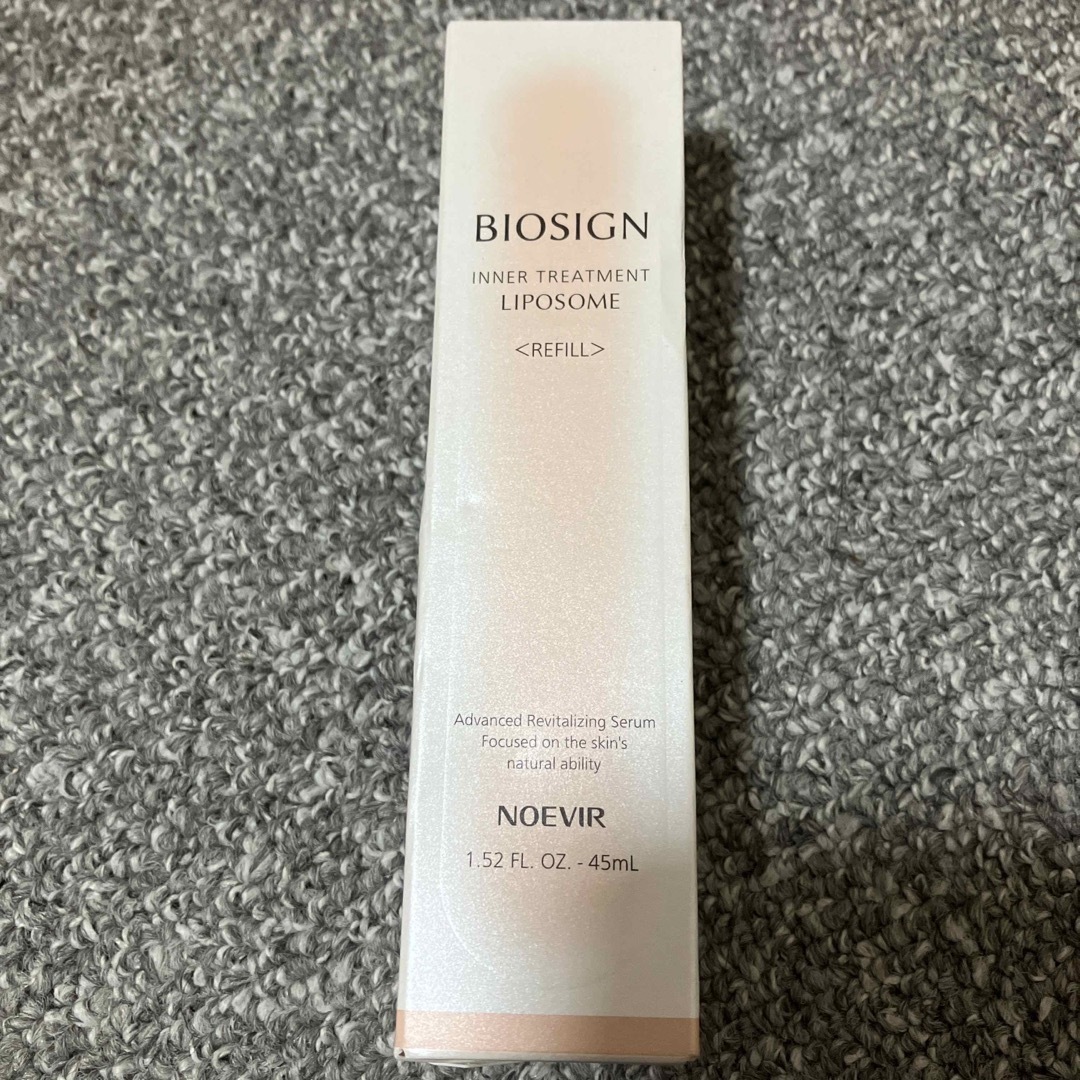 BIOSIGN
INNER TREATMENT
LIPOSOME
<REFILL>
Advanced Revitalizing Serum
Focused on the skin's
natural ability
NOEVIR
1.52 FL. OZ. - 45mL